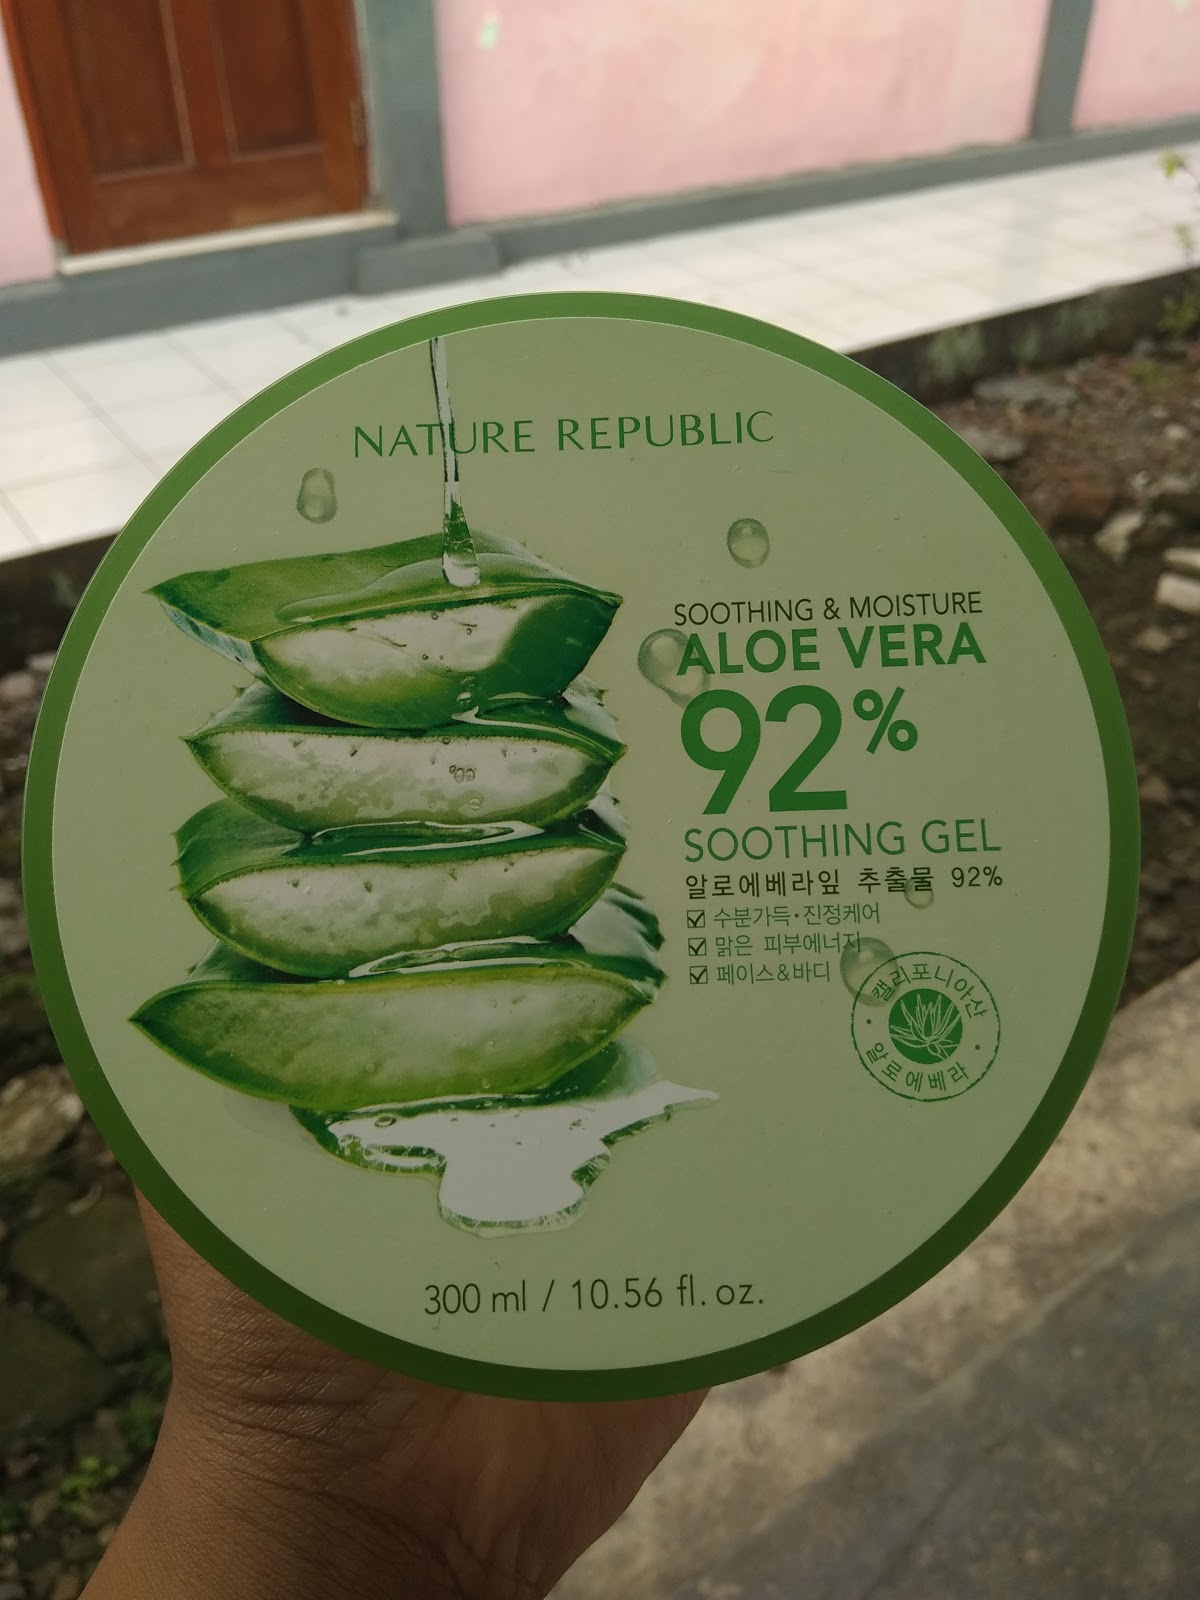 NATURE REPUBLIC
SOOTHING & MOISTURE
ALOE VERA
92%
SOOTHING GEL
알로에베라잎 추출물 92%
☑ 수분가득·진정케어
☑ 맑은 피부에너지
☑ 페이스&바디
캘리포니아산
알로에베라
300 ml / 10.56 fl. oz.